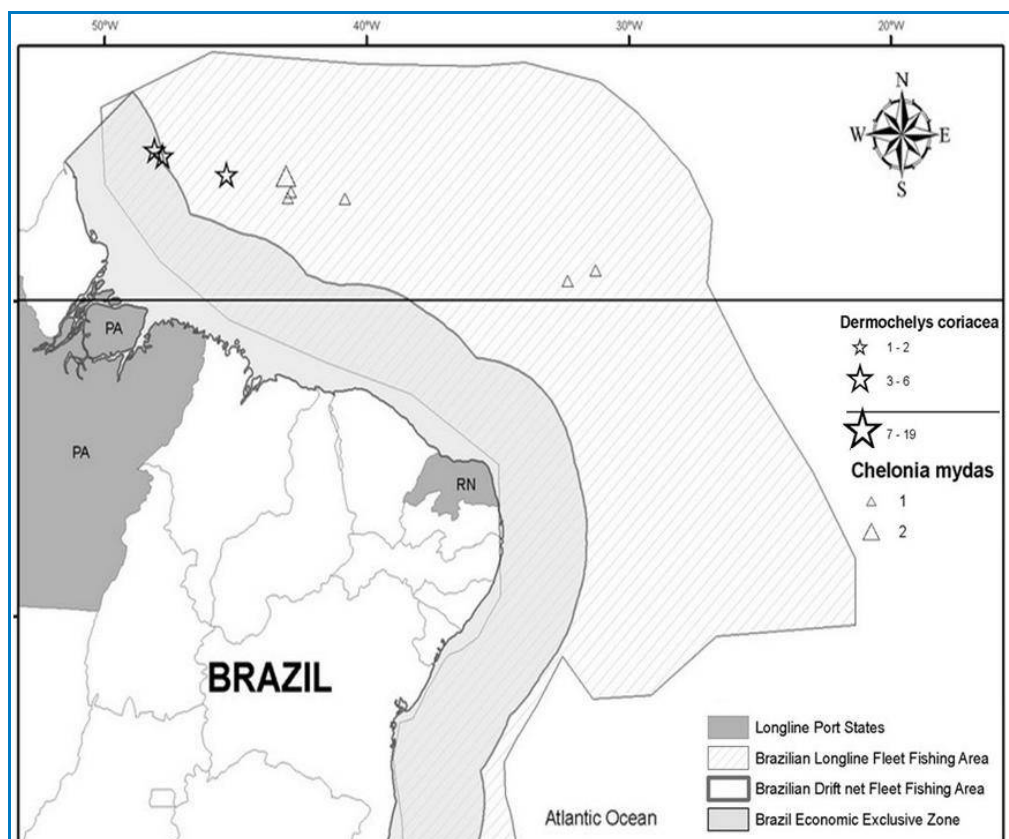 50°W 40°W 30°W 20°W
N
W E
S
PA
Dermochelys coriacea
1 - 2
3 - 6
7 - 19
PA
RN
Chelonia mydas
1
2
BRAZIL
Longline Port States
Brazilian Longline Fleet Fishing Area
Brazilian Drift net Fleet Fishing Area
Brazil Economic Exclusive Zone
Atlantic Ocean